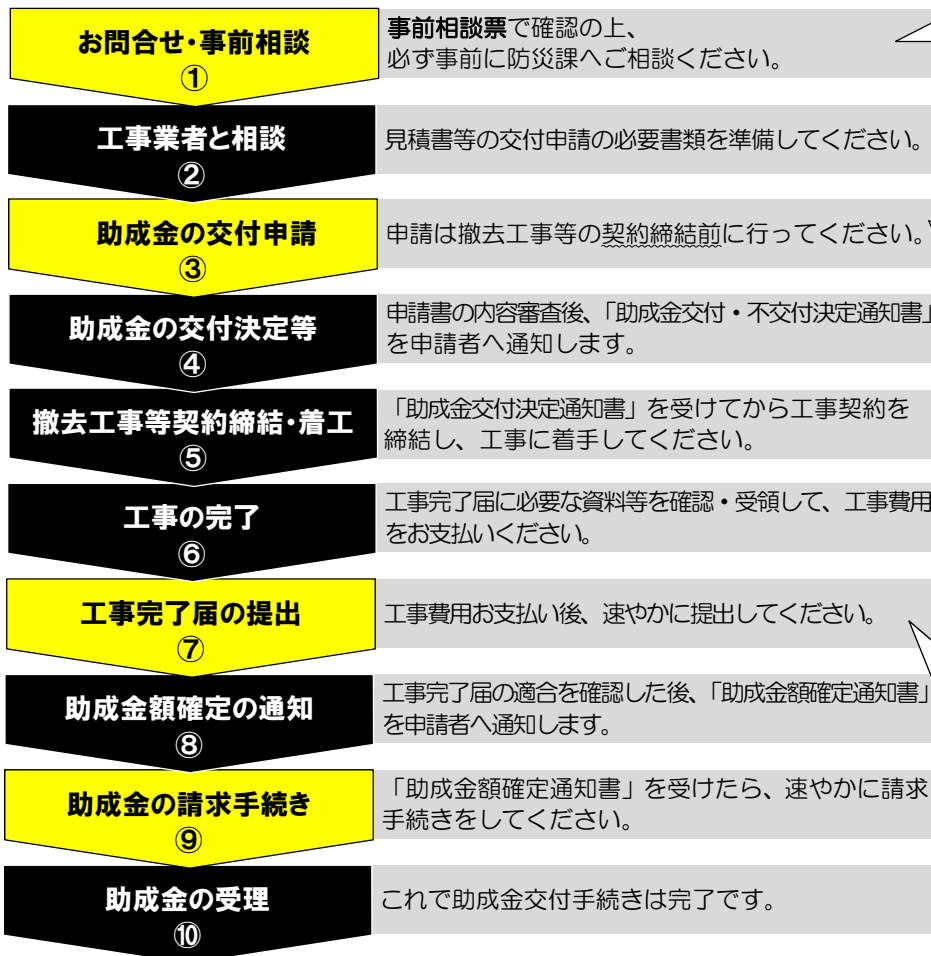 お問合せ・事前相談
①
事前相談票で確認の上、
必ず事前に防災課へご相談ください。
工事業者と相談
②
見積書等の交付申請の必要書類を準備してください。
助成金の交付申請
③
申請は撤去工事等の契約締結前に行ってください。
助成金の交付決定等
④
申請書の内容審査後、「助成金交付・不交付決定通知書」
を申請者へ通知します。
撤去工事等契約締結・着工
⑤
「助成金交付決定通知書」を受けてから工事契約を
締結し、工事に着手してください。
工事の完了
⑥
工事完了届に必要な資料等を確認・受領して、工事費用
をお支払いください。
工事完了届の提出
⑦
工事費用お支払い後、速やかに提出してください。
助成金額確定の通知
⑧
工事完了届の適合を確認した後、「助成金額確定通知書」
を申請者へ通知します。
助成金の請求手続き
⑨
「助成金額確定通知書」を受けたら、速やかに請求
手続きをしてください。
助成金の受理
⑩
これで助成金交付手続きは完了です。